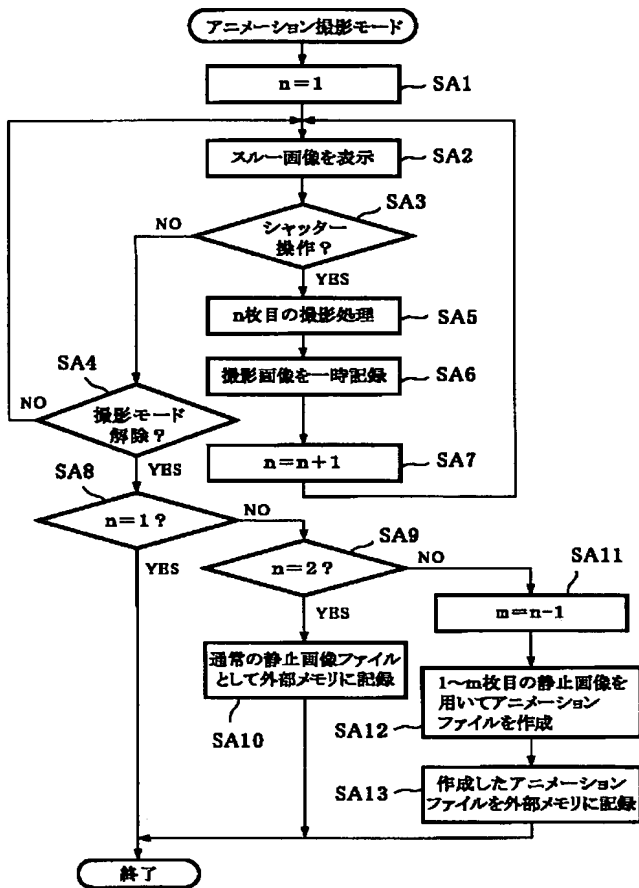 アニメーション撮影モード
n=1
SA1
スルー画像を表示
SA2
SA3
シャッター
操作?
NO
YES
n枚目の撮影処理
SA5
撮影画像を一時記録
SA6
n=n+1
SA7
SA4
撮影モード
解除?
NO
YES
SA8
n=1?
NO
YES
SA9
n=2?
NO
YES
SA11
m=n-1
通常の静止画像ファイル
として外部メモリに記録
SA10
1~m枚目の静止画像を
用いてアニメーション
ファイルを作成
SA12
作成したアニメーション
ファイルを外部メモリに記録
SA13
終了